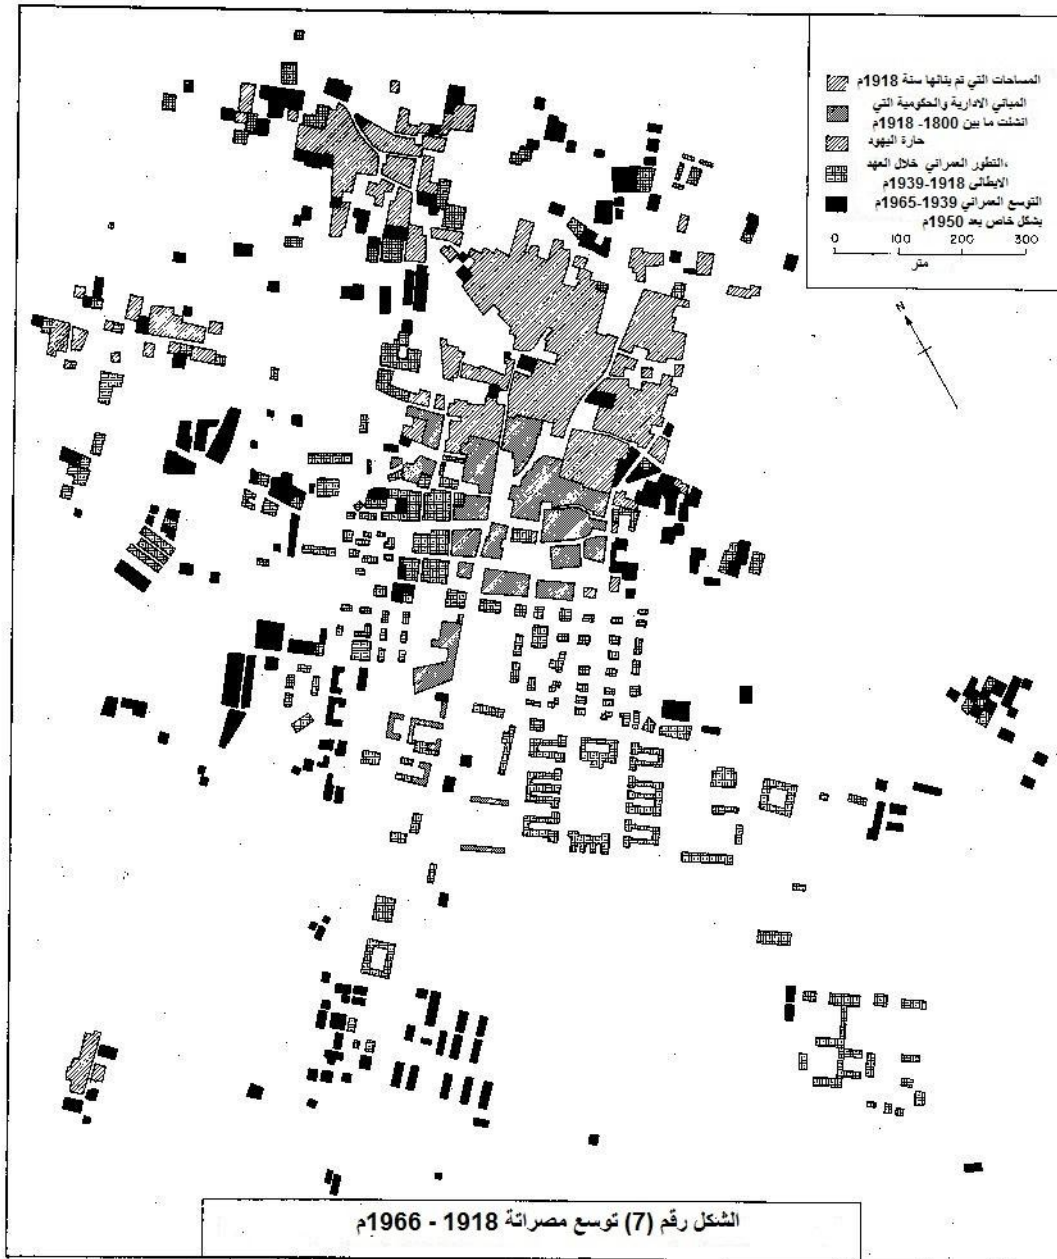 المساحات التي تم بنائها سنة 1918م
المباني الادارية والحكومية التي
انشئت ما بين 1800- 1918م
حارة اليهود
،التطور العمراني خلال العهد
الايطالي 1918-1939م
التوسع العمراني 1939-1965م
بشكل خاص بعد 1950م
0 100 200 300
متر
N
الشكل رقم (7) توسع مصراتة 1918 - 1966م